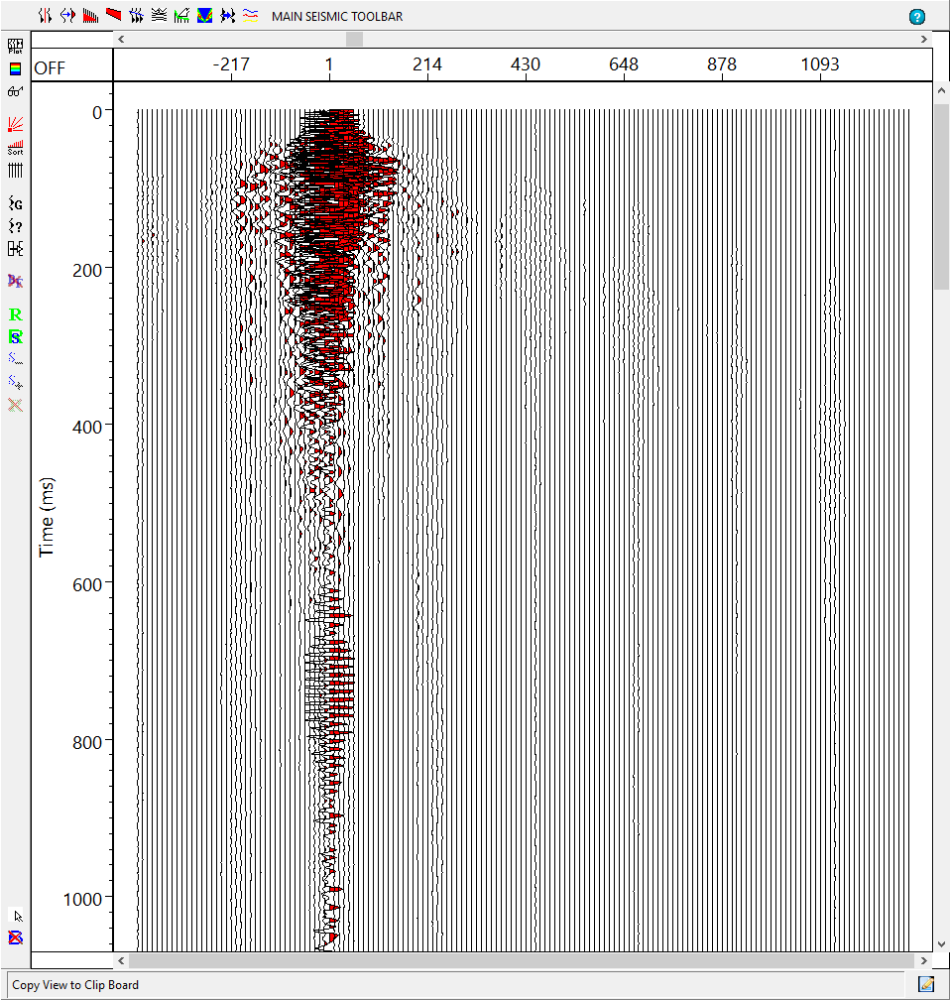 MAIN SEISMIC TOOLBAR
?
Plot
OFF
-217 1 214 430 648 878 1093
Sort
G
?
R
S
S
S
0
200
400
600
800
1000
Time (ms)
Copy View to Clip Board